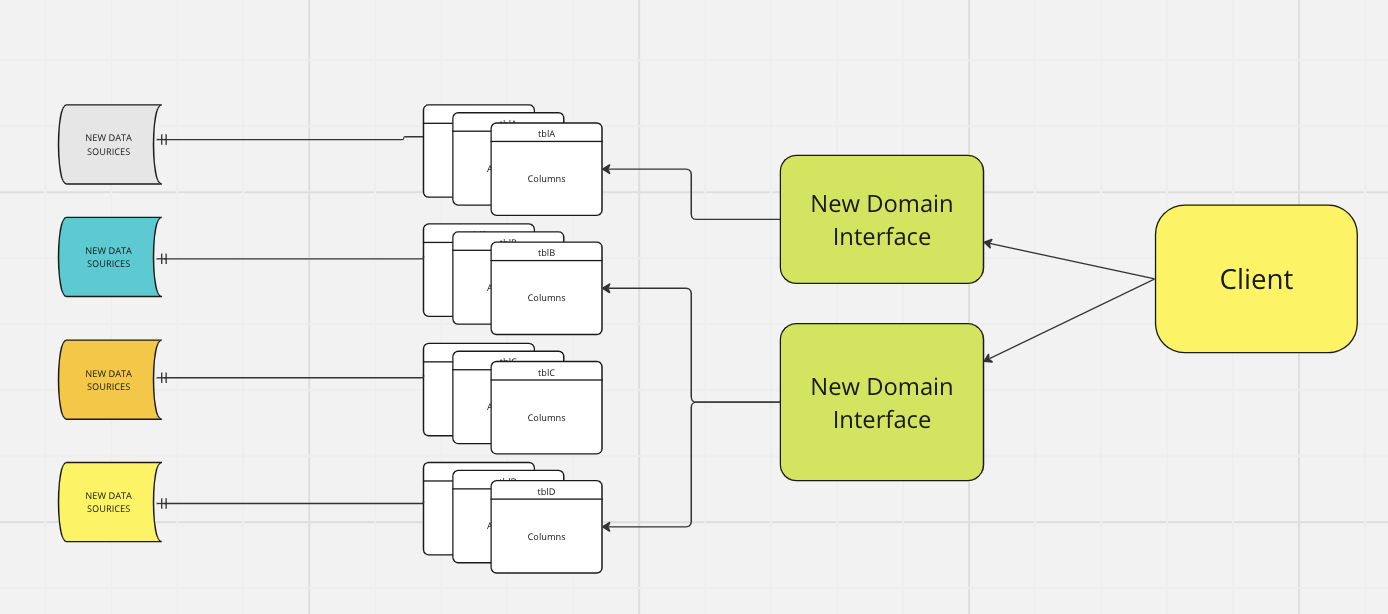 NEW DATA
SOURICES
tblA
Columns
New Domain
Interface
NEW DATA
SOURICES
tblB
Columns
Client
NEW DATA
SOURICES
tblC
Columns
New Domain
Interface
NEW DATA
SOURICES
tblD
Columns